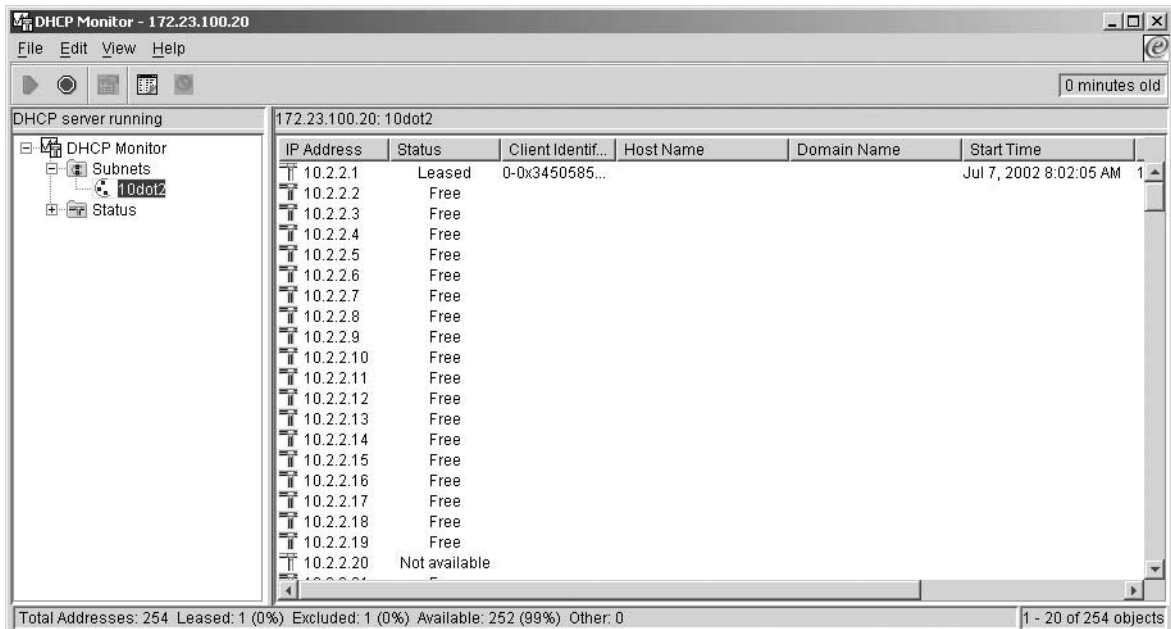 DHCP Monitor - 172.23.100.20
File Edit View Help
0 minutes old
DHCP server running
172.23.100.20: 10dot2
DHCP Monitor
Subnets
10dot2
Status
IP Address Status Client Identif... Host Name Domain Name Start Time
10.2.2.1 Leased 0-0x3450585... Jul 7, 2002 8:02:05 AM 1
10.2.2.2 Free
10.2.2.3 Free
10.2.2.4 Free
10.2.2.5 Free
10.2.2.6 Free
10.2.2.7 Free
10.2.2.8 Free
10.2.2.9 Free
10.2.2.10 Free
10.2.2.11 Free
10.2.2.12 Free
10.2.2.13 Free
10.2.2.14 Free
10.2.2.15 Free
10.2.2.16 Free
10.2.2.17 Free
10.2.2.18 Free
10.2.2.19 Free
10.2.2.20 Not available
Total Addresses: 254 Leased: 1 (0%) Excluded: 1 (0%) Available: 252 (99%) Other: 0
1 - 20 of 254 objects